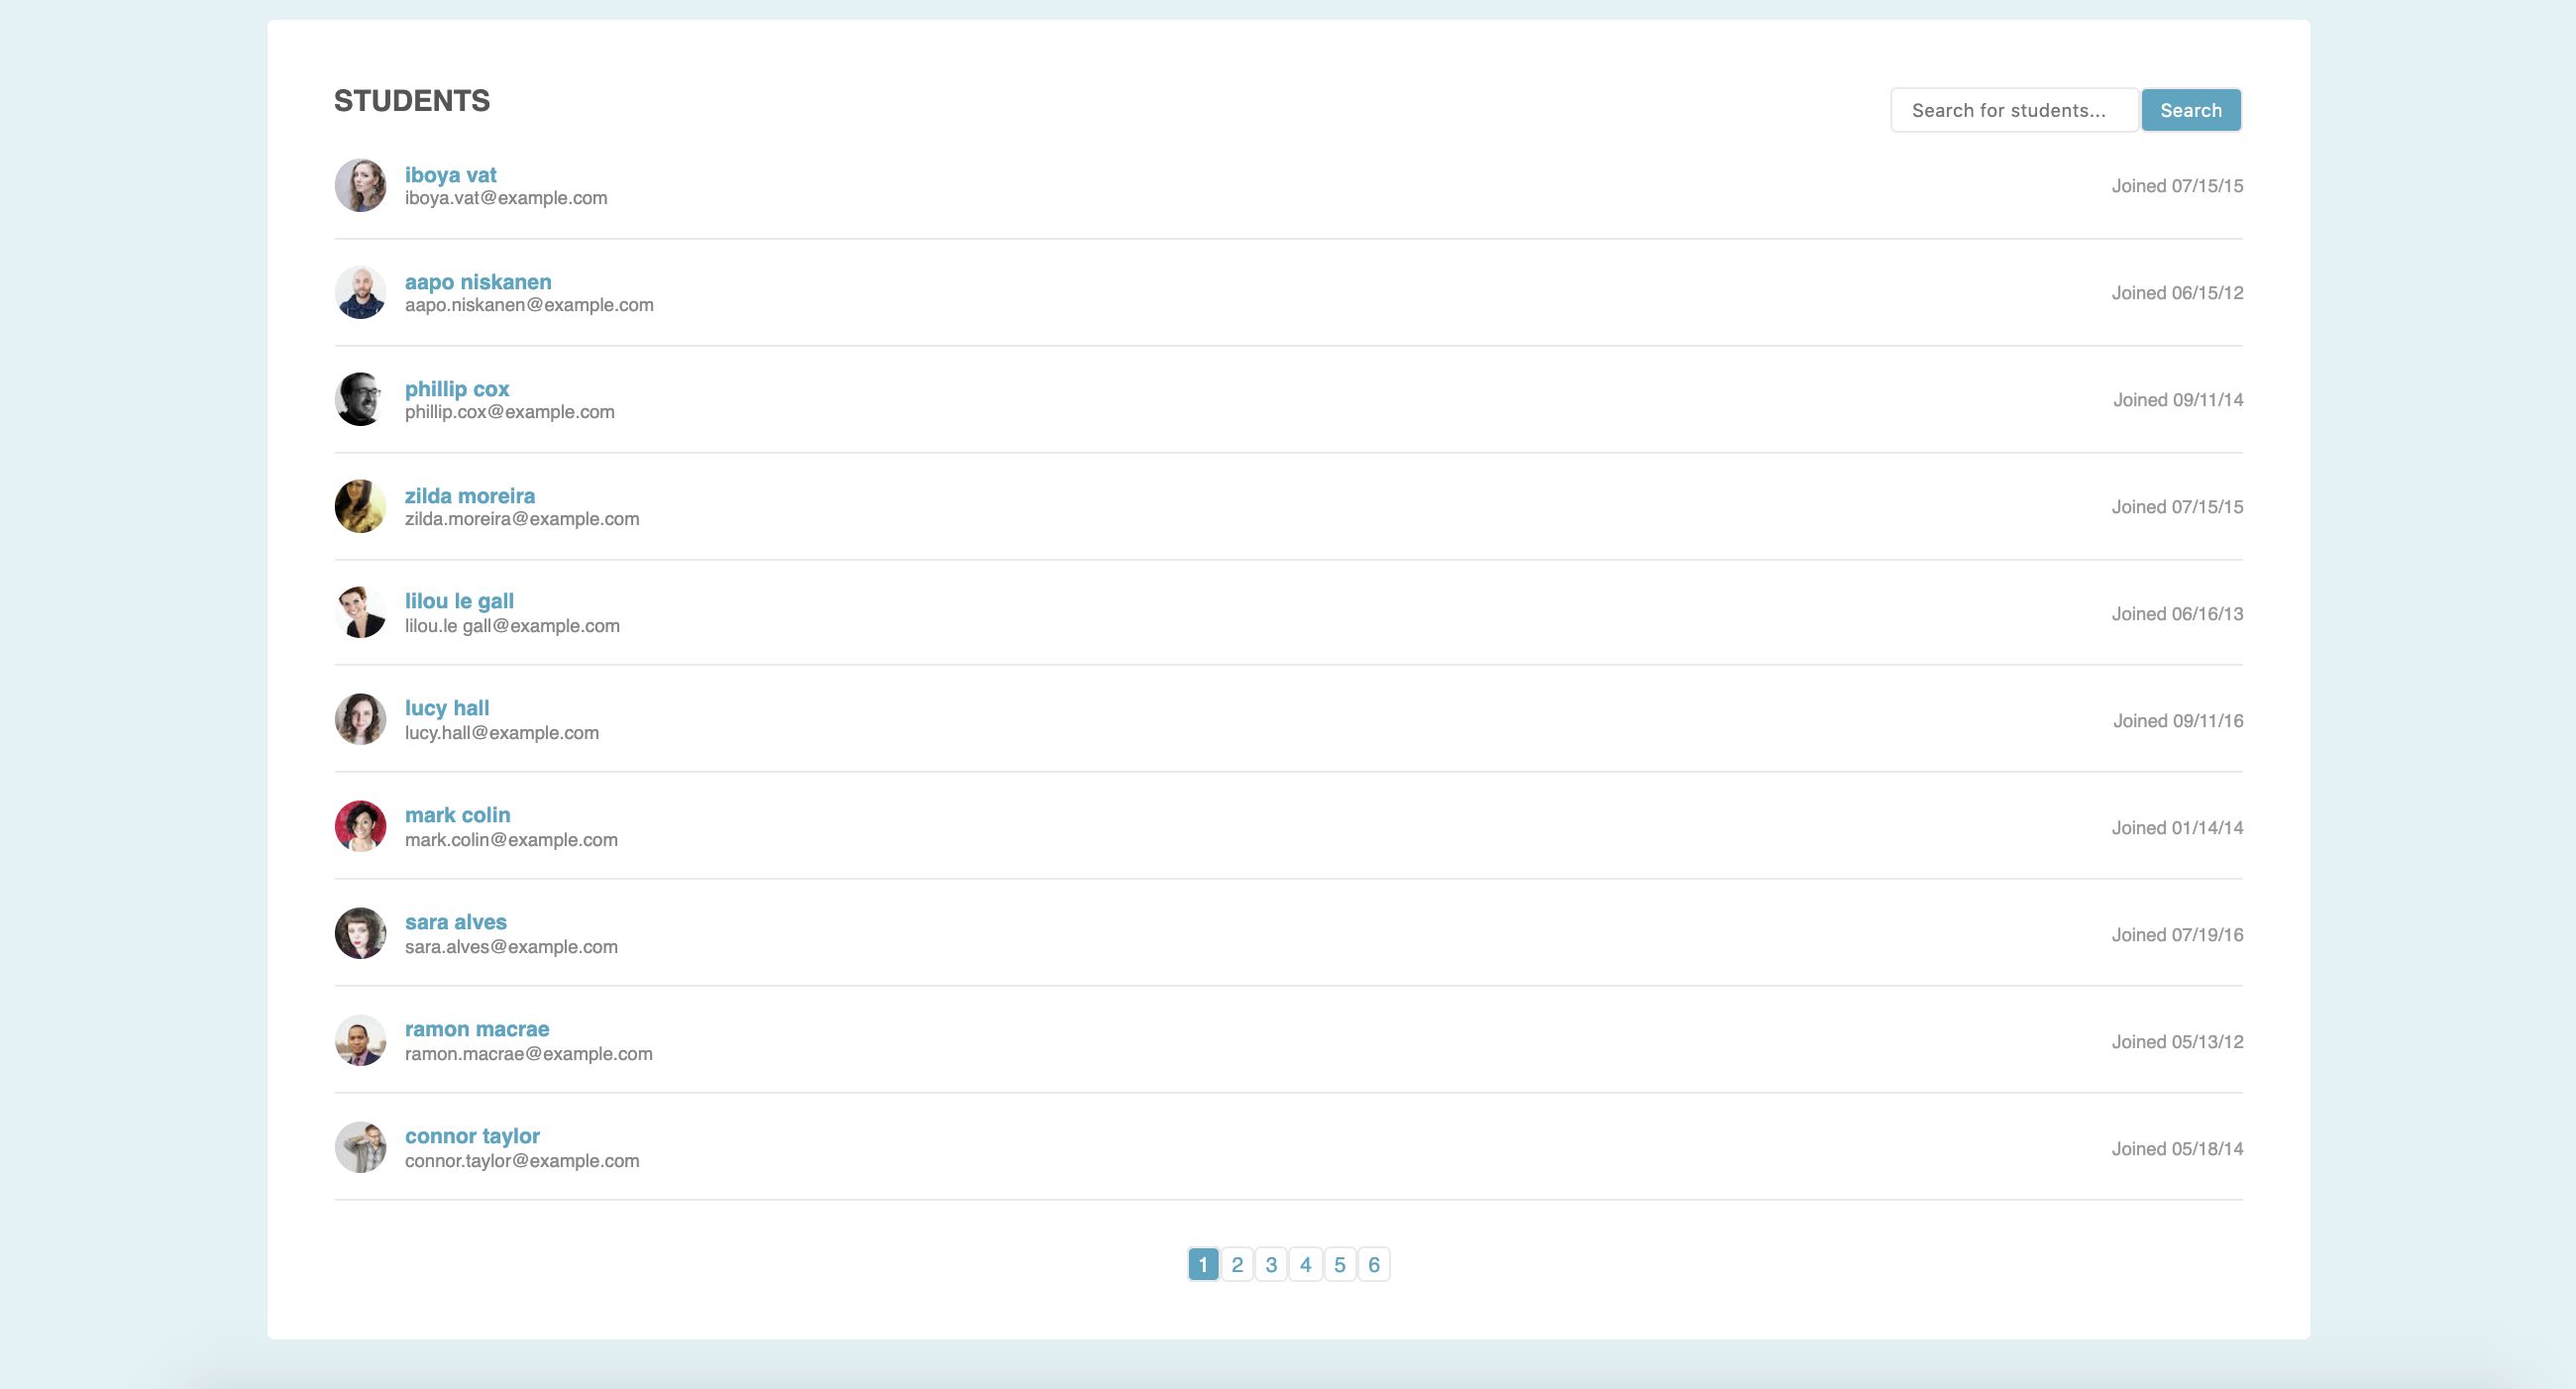 STUDENTS
Search for students...
Search
iboya vat
iboya.vat@example.com
Joined 07/15/15
aapo niskanen
aapo.niskanen@example.com
Joined 06/15/12
phillip cox
phillip.cox@example.com
Joined 09/11/14
zilda moreira
zilda.moreira@example.com
Joined 07/15/15
lilou le gall
lilou.le gall@example.com
Joined 06/16/13
lucy hall
lucy.hall@example.com
Joined 09/11/16
mark colin
mark.colin@example.com
Joined 01/14/14
sara alves
sara.alves@example.com
Joined 07/19/16
ramon macrae
ramon.macrae@example.com
Joined 05/13/12
connor taylor
connor.taylor@example.com
Joined 05/18/14
1 2 3 4 5 6